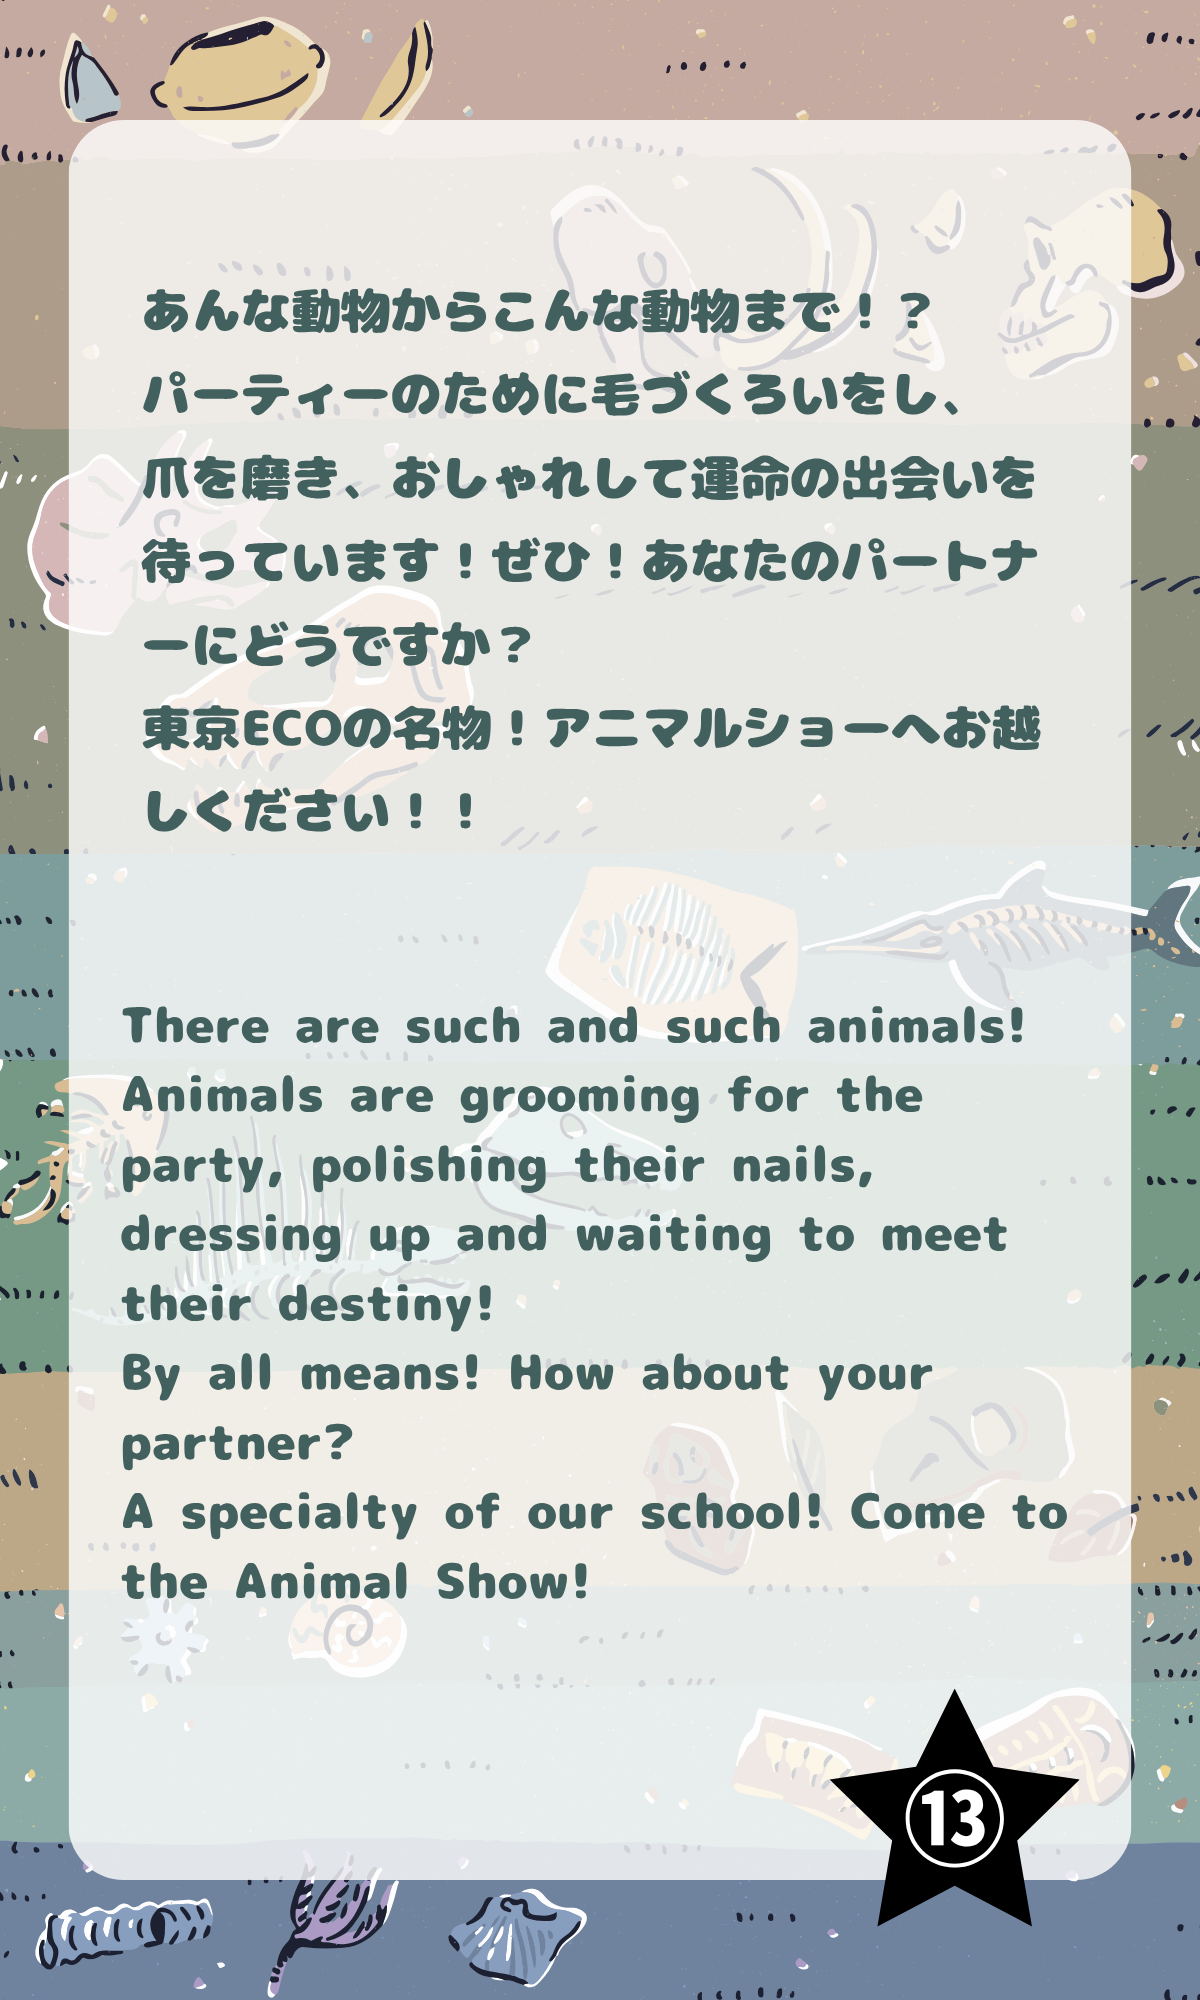 あんな動物からこんな動物まで！？
パーティーのために毛づくろいをし、
爪を磨き、おしゃれして運命の出会いを
待っています！ぜひ！あなたのパートナ
ーにどうですか？
東京ECOの名物！アニマルショーへお越
しください！！
There are such and such animals!
Animals are grooming for the
party, polishing their nails,
dressing up and waiting to meet
their destiny!
By all means! How about your
partner?
A specialty of our school! Come to
the Animal Show!
⑬